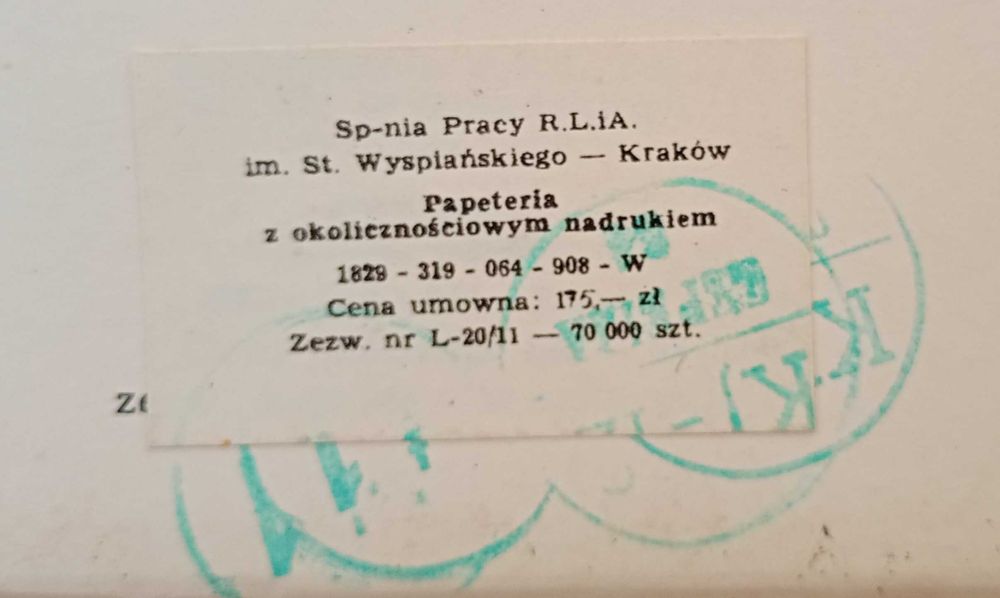 Sp-nia Pracy R.L.iA.
im. St. Wyspiańskiego — Kraków
Papeteria
z okolicznościowym nadrukiem
1829 - 319 - 064 - 908 - W
Cena umowna: 175,— zł
Zezw. nr L-20/11 — 70 000 szt.